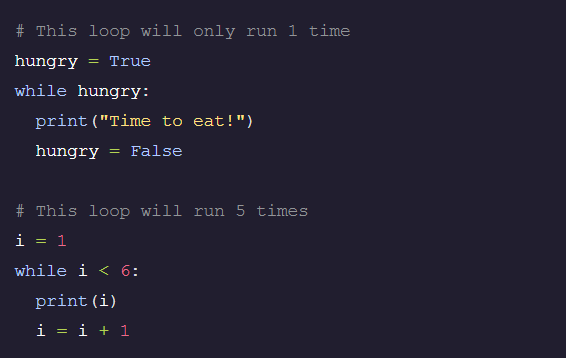 # This loop will only run 1 time
hungry = True
while hungry:
  print("Time to eat!")
  hungry = False

# This loop will run 5 times
i = 1
while i < 6:
  print(i)
  i = i + 1